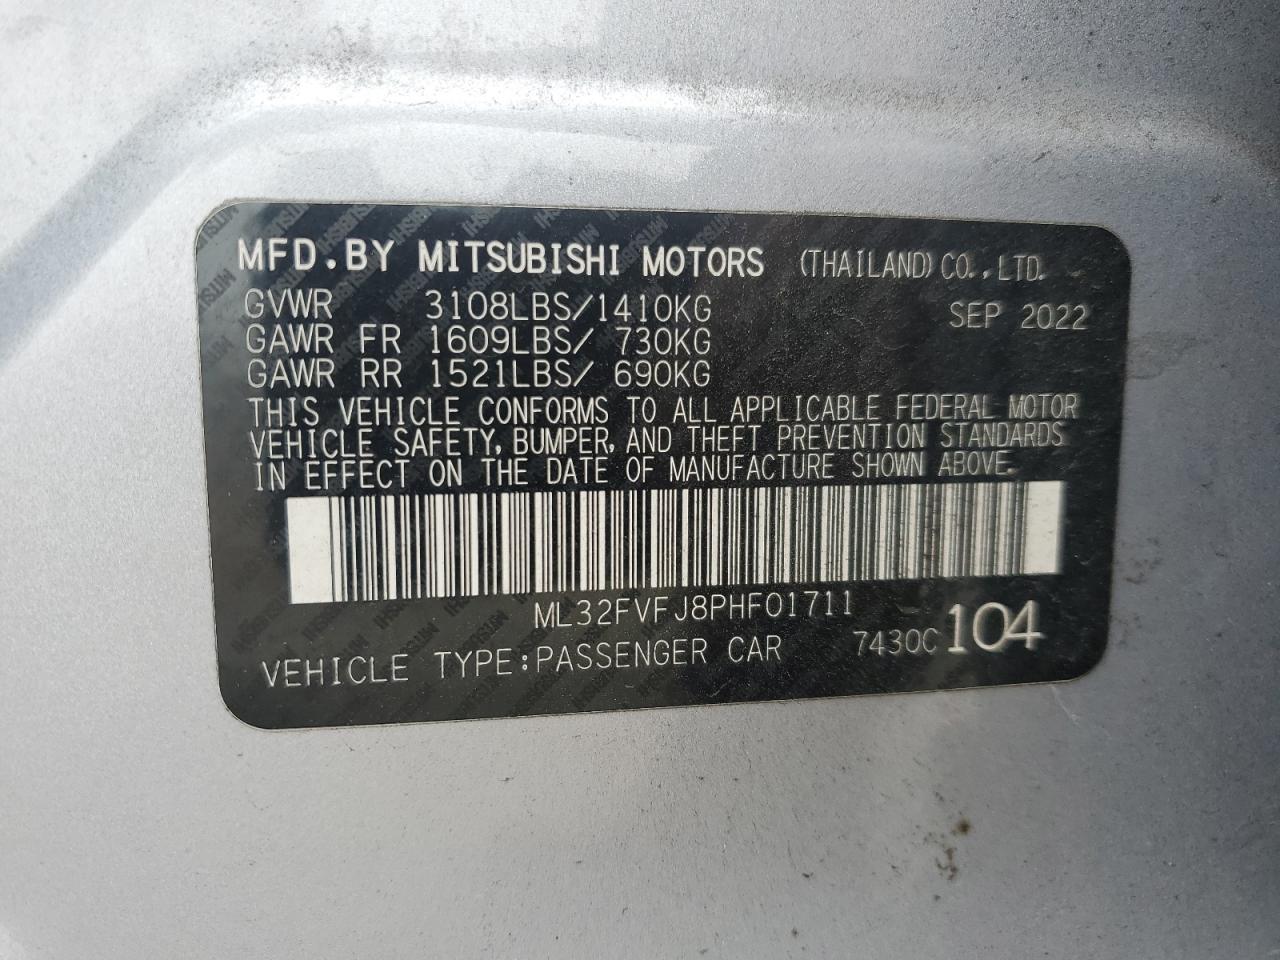 MFD.BY MITSUBISHI MOTORS (THAILAND) CO.,LTD.
GVWR 3108LBS/1410KG SEP 2022
GAWR FR 1609LBS/ 730KG
GAWR RR 1521LBS/ 690KG
THIS VEHICLE CONFORMS TO ALL APPLICABLE FEDERAL MOTOR
VEHICLE SAFETY, BUMPER, AND THEFT PREVENTION STANDARDS
IN EFFECT ON THE DATE OF MANUFACTURE SHOWN ABOVE.
ML32FVFJ8PHF01711
VEHICLE TYPE:PASSENGER CAR 7430C 104